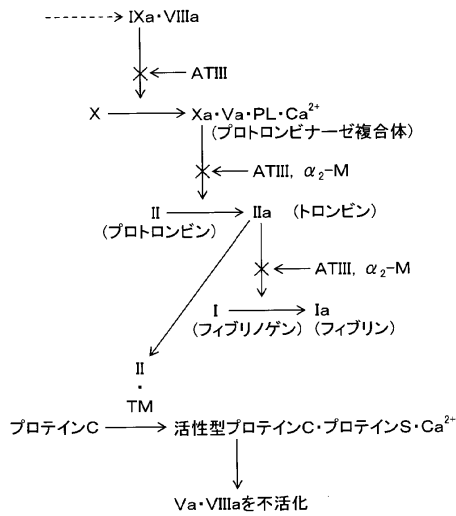 IXa・VIIIa
ATIII
X
Xa・Va・PL・Ca²⁺
(プロトロンビナーゼ複合体)
ATIII, α₂-M
II
IIa
(トロンビン)
(プロトロンビン)
ATIII, α₂-M
I
Ia
(フィブリノゲン)
(フィブリン)
II
・
TM
プロテインC
活性型プロテインC・プロテインS・Ca²⁺
Va・VIIIaを不活化